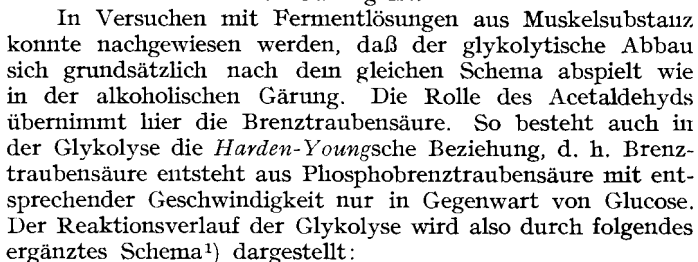 In Versuchen mit Fermentlösungen aus Muskelsubstanz
konnte nachgewiesen werden, daß der glykolytische Abbau
sich grundsätzlich nach dem gleichen Schema abspielt wie
in der alkoholischen Gärung. Die Rolle des Acetaldehyds
übernimmt hier die Brenztraubensäure. So besteht auch in
der Glykolyse die Harden-Youngsche Beziehung, d. h. Brenz-
traubensäure entsteht aus Phosphobrenztraubensäure mit ent-
sprechender Geschwindigkeit nur in Gegenwart von Glucose.
Der Reaktionsverlauf der Glykolyse wird also durch folgendes
ergänztes Schema¹) dargestellt: